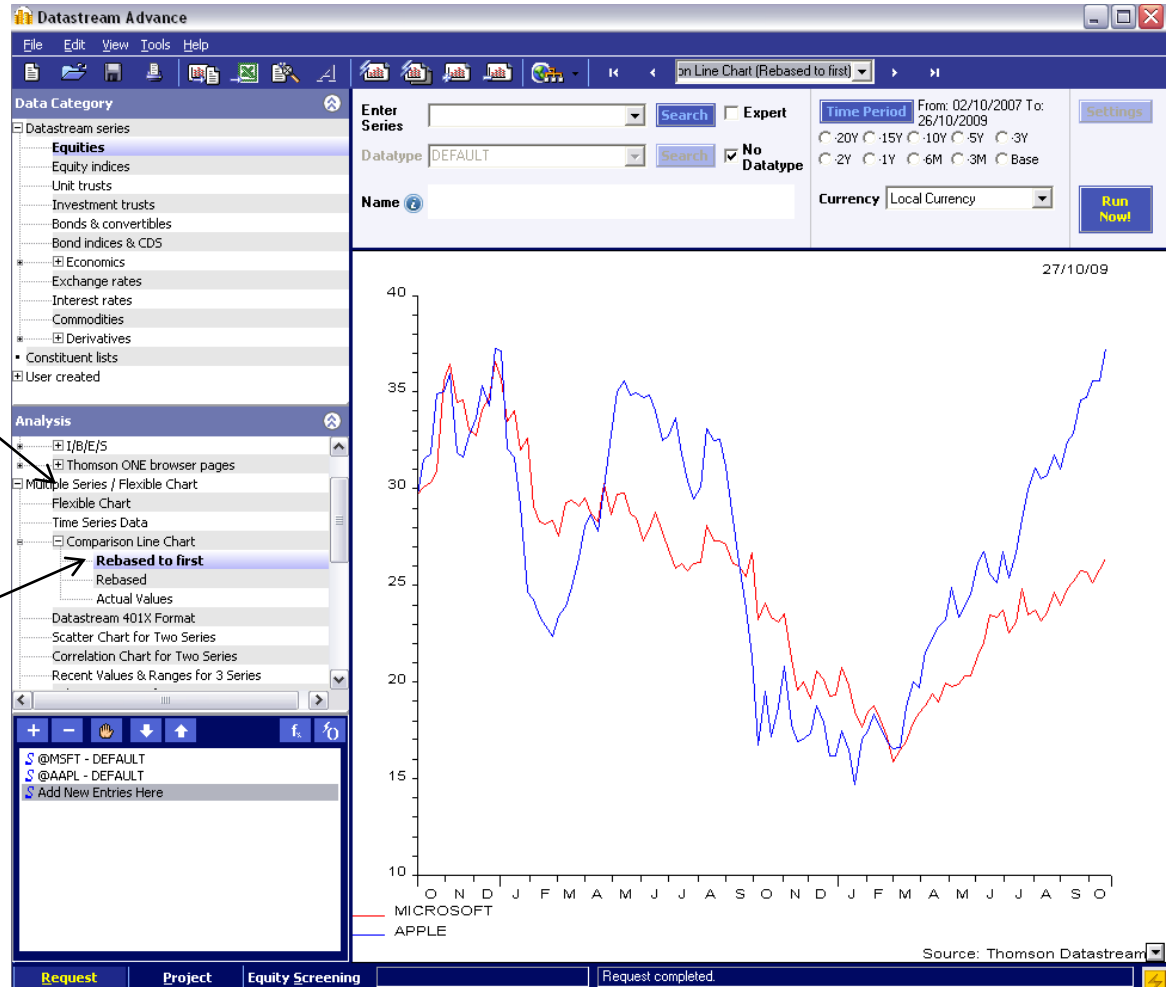 Datastream Advance
File Edit View Tools Help
on Line Chart (Rebased to first)
Data Category
Datastream series
Equities
Equity indices
Unit trusts
Investment trusts
Bonds & convertibles
Bond indices & CDS
Economics
Exchange rates
Interest rates
Commodities
Derivatives
Constituent lists
User created
Analysis
I/B/E/S
Thomson ONE browser pages
Multiple Series / Flexible Chart
Flexible Chart
Time Series Data
Comparison Line Chart
Rebased to first
Rebased
Actual Values
Datastream 401X Format
Scatter Chart for Two Series
Correlation Chart for Two Series
Recent Values & Ranges for 3 Series
S @MSFT - DEFAULT
S @AAPL - DEFAULT
S Add New Entries Here
Enter Series
Search
Expert
Datatype
DEFAULT
Search
No Datatype
Name
Time Period
From: 02/10/2007 To:
26/10/2009
-20Y -15Y -10Y -5Y -3Y
-2Y -1Y -6M -3M Base
Currency
Local Currency
Settings
Run
Now!
27/10/09
40
35
30
25
20
15
10
O N D J F M A M J J A S O N D J F M A M J J A S O
MICROSOFT
APPLE
Source: Thomson Datastream
Request Project Equity Screening
Request completed.